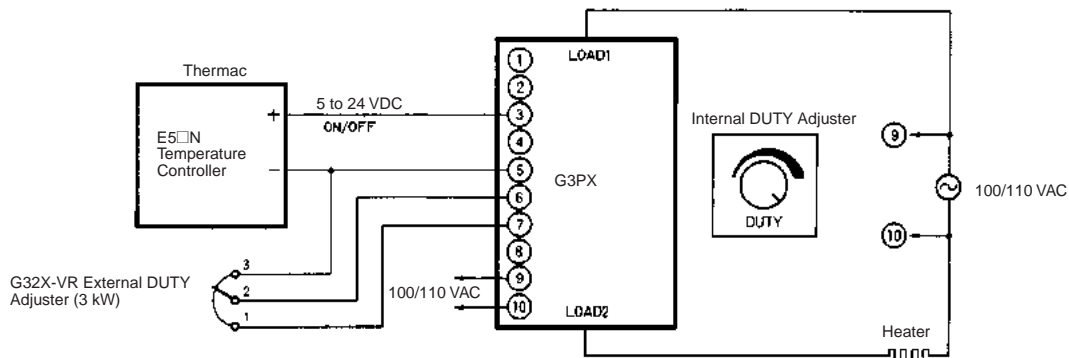 Thermac
+
5 to 24 VDC
ON/OFF
E5□N
Temperature
Controller
−
G32X-VR External DUTY
Adjuster (3 kW)
3
2
1
100/110 VAC
LOAD1
1
2
3
4
5
6
7
8
9
10
G3PX
LOAD2
Internal DUTY Adjuster
DUTY
9
10
100/110 VAC
Heater